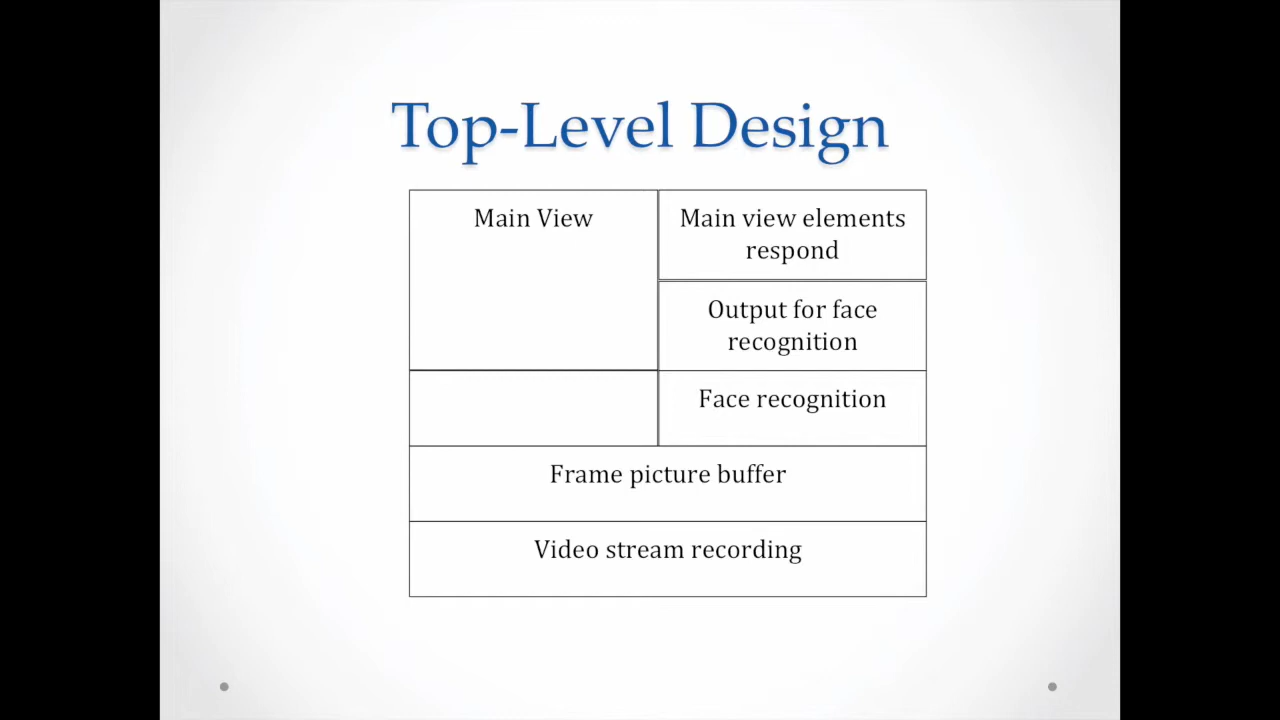 Top-Level Design
Main View
Main view elements
respond
Output for face
recognition
Face recognition
Frame picture buffer
Video stream recording